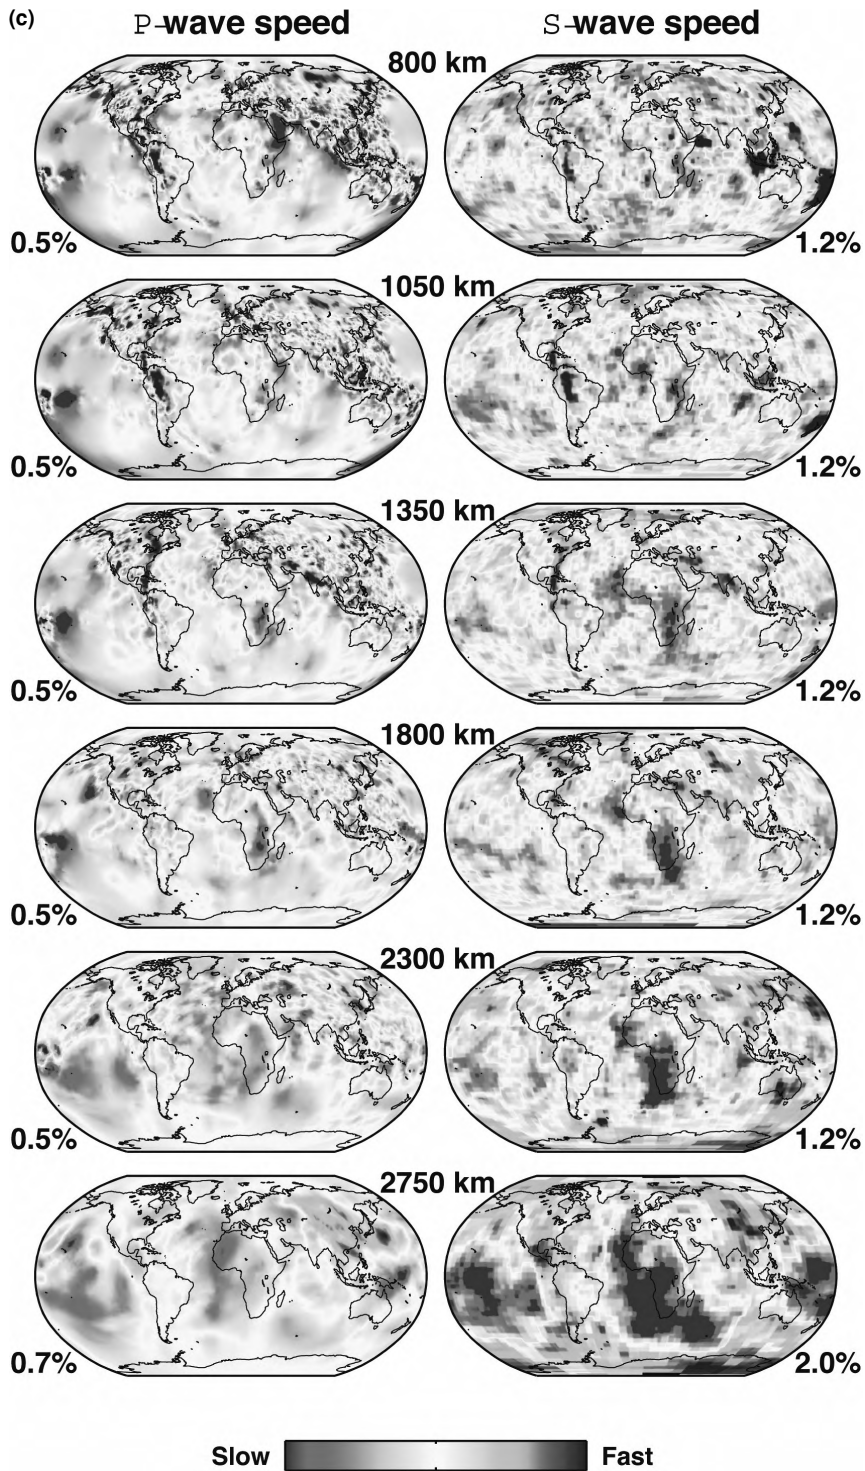 (c)
P-wave speed
S-wave speed
800 km
0.5%
1.2%
1050 km
0.5%
1.2%
1350 km
0.5%
1.2%
1800 km
0.5%
1.2%
2300 km
0.5%
1.2%
2750 km
0.7%
2.0%
Slow
Fast